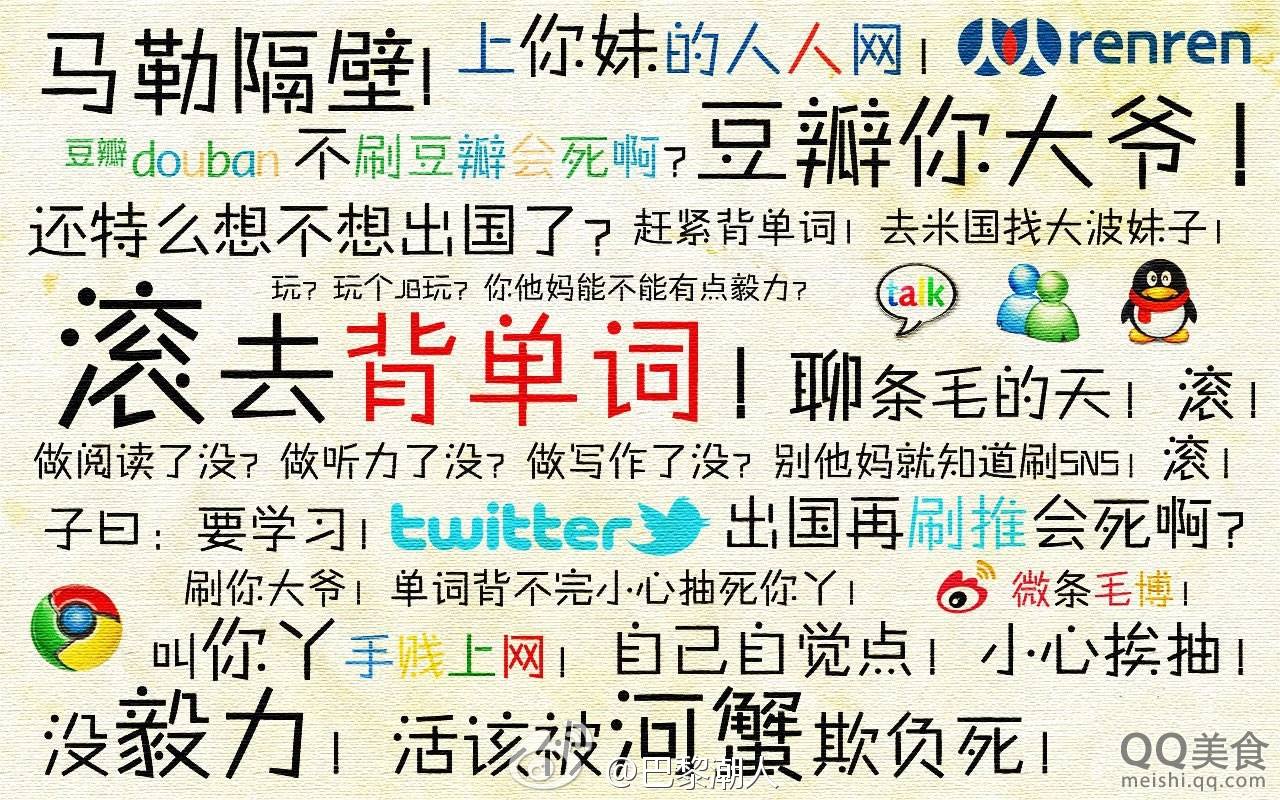 马勒隔壁! 上你妹的人人网! renren
豆瓣douban 不刷豆瓣会死啊? 豆瓣你大爷!
还特么想不想出国了? 赶紧背单词! 去米国找大波妹子!
玩? 玩个JB玩? 你他妈能不能有点毅力? talk
滚去背单词! 聊条毛的天! 滚!
做阅读了没? 做听力了没? 做写作了没? 别他妈就知道刷SNS! 滚!
子曰: 要学习! twitter 出国再刷推会死啊?
刷你大爷! 单词背不完小心抽死你丫! 微条毛博!
叫你丫手贱上网! 自己自觉点! 小心挨抽!
没毅力! 活该被河蟹欺负死!
@巴黎潮人
QQ美食
meishi.qq.com